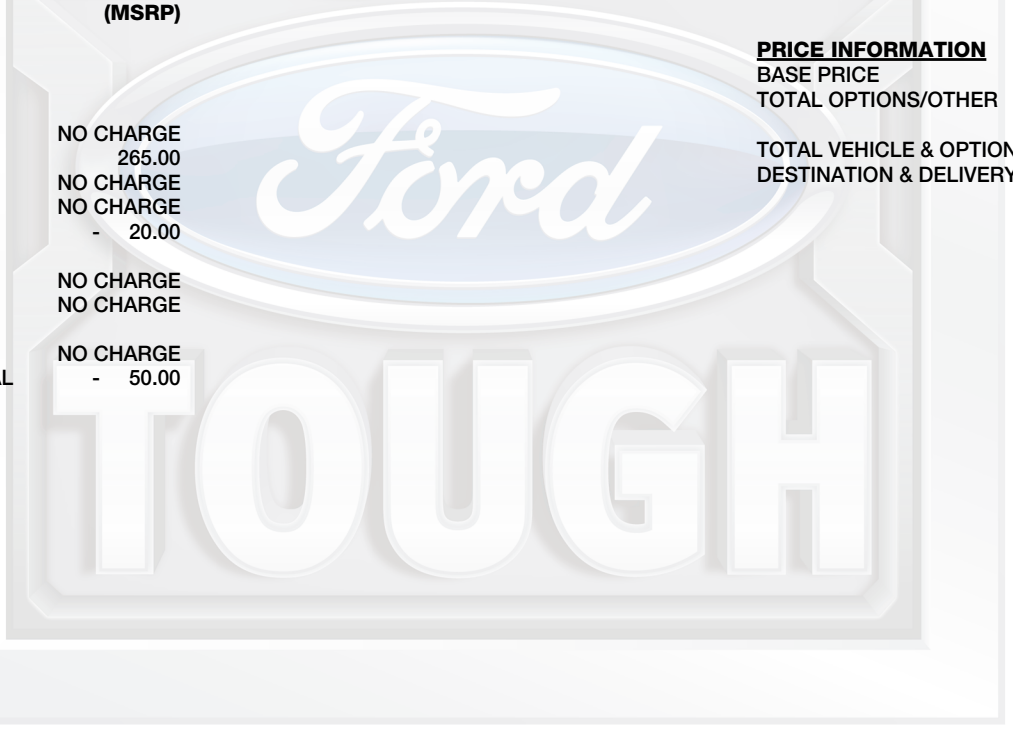 (MSRP)
NO CHARGE
265.00
NO CHARGE
NO CHARGE
- 20.00
NO CHARGE
NO CHARGE
NO CHARGE
AL - 50.00
PRICE INFORMATION
BASE PRICE
TOTAL OPTIONS/OTHER
TOTAL VEHICLE & OPTION
DESTINATION & DELIVERY
Ford
TOUGH